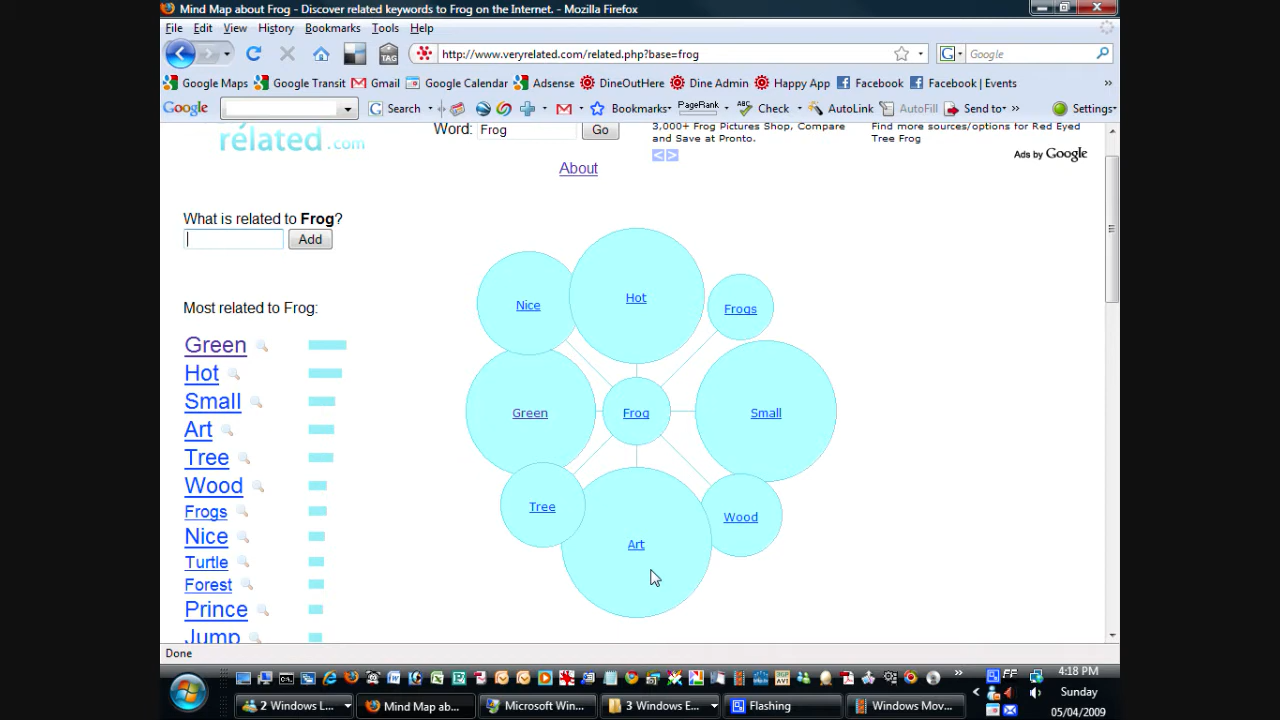 Mind Map about Frog - Discover related keywords to Frog on the Internet. - Mozilla Firefox
File Edit View History Bookmarks Tools Help
TAG http://www.veryrelated.com/related.php?base=frog G Google
Google Maps Google Transit Gmail Google Calendar Adsense DineOutHere Dine Admin Happy App Facebook Facebook | Events »
Google G Search Bookmarks PageRank ABC Check AutoLink AutoFill Send to » Settings
rélated.com
Word: Frog Go
3,000+ Frog Pictures Shop, Compare
and Save at Pronto.
Find more sources/options for Red Eyed
Tree Frog
Ads by Google
About
What is related to Frog?
Add
Most related to Frog:
Green
Hot
Small
Art
Tree
Wood
Frogs
Nice
Turtle
Forest
Prince
Jump
Nice
Hot
Frogs
Green
Frog
Small
Tree
Art
Wood
Done
4:18 PM
2 Windows L... Mind Map ab... Microsoft Win... 3 Windows E... Flashing Windows Mov...
Sunday
05/04/2009